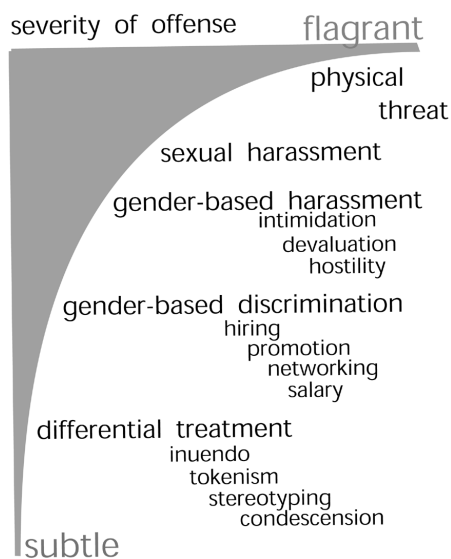 severity of offense
flagrant
physical
threat
sexual harassment
gender-based harassment
intimidation
devaluation
hostility
gender-based discrimination
hiring
promotion
networking
salary
differential treatment
inuendo
tokenism
stereotyping
condescension
subtle